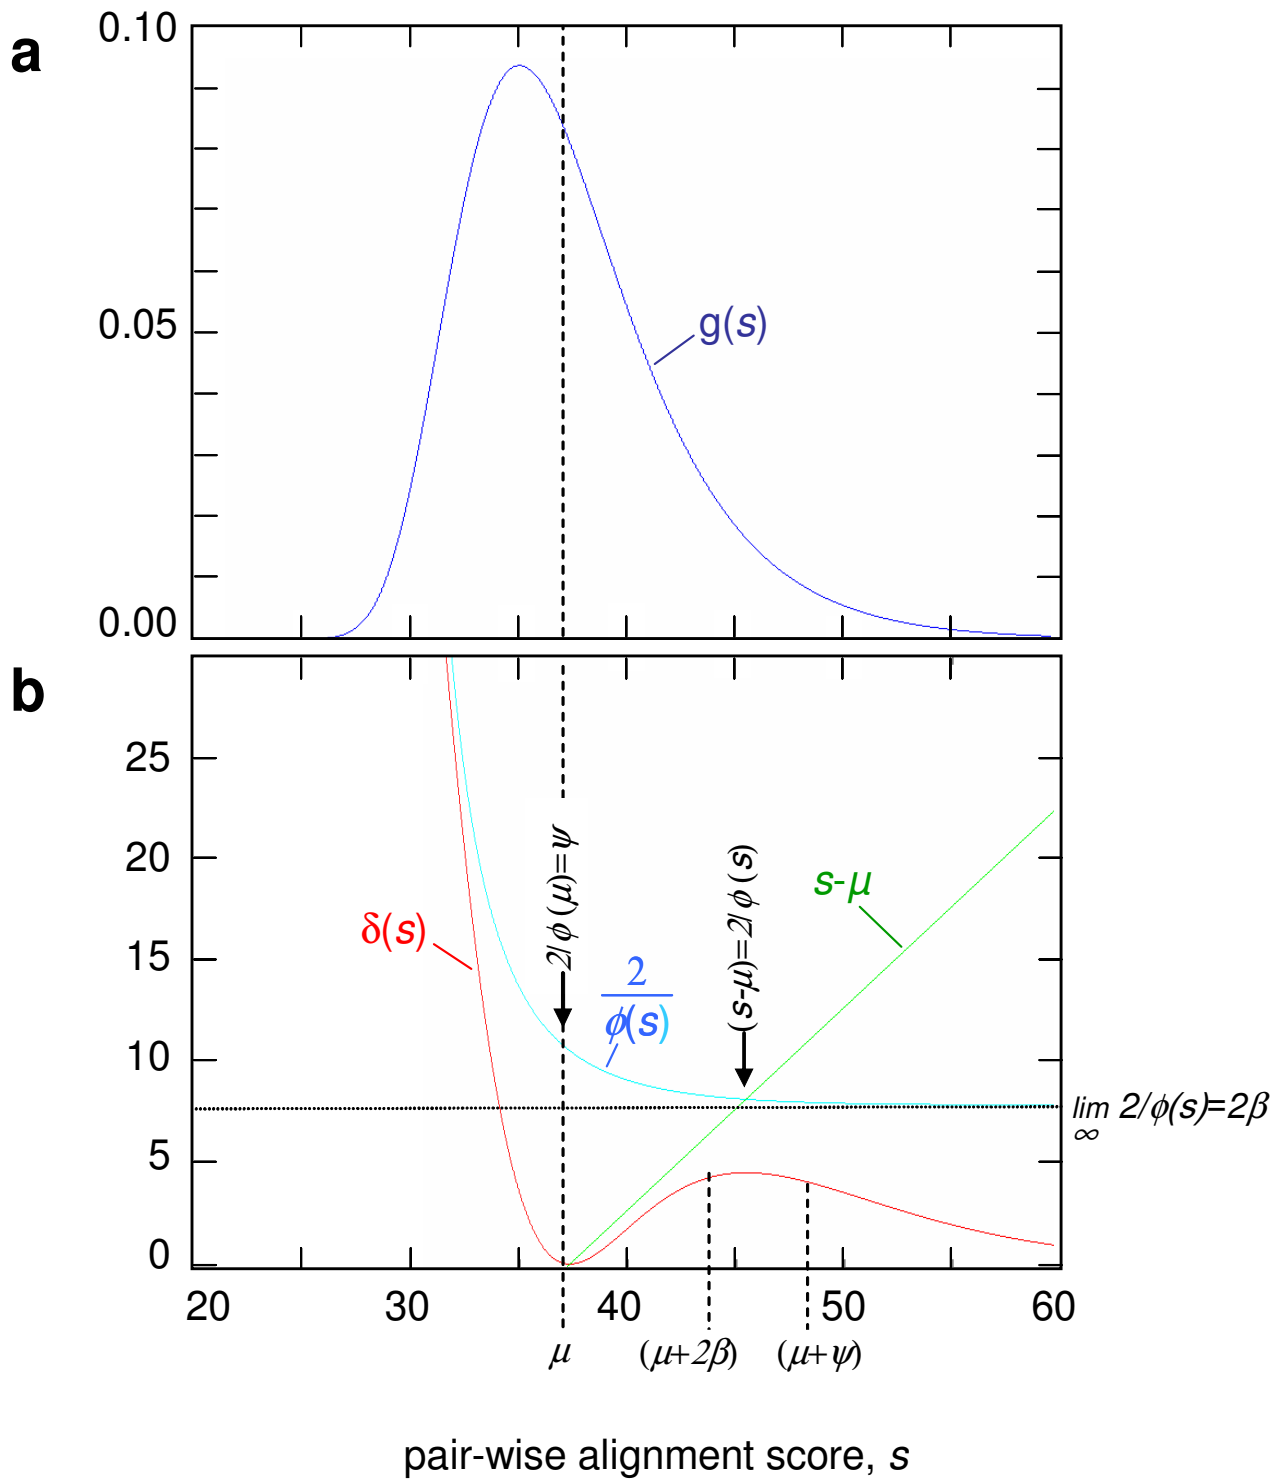 a
0.10
0.05
0.00
g(s)
b
25
20
15
10
5
0
δ(s)
2/ϕ(μ)=ψ
2
ϕ(s)
(s-μ)=2/ϕ(s)
s-μ
lim 2/ϕ(s)=2β
∞
20 30 40 50 60
μ (μ+2β) (μ+ψ)
pair-wise alignment score, s